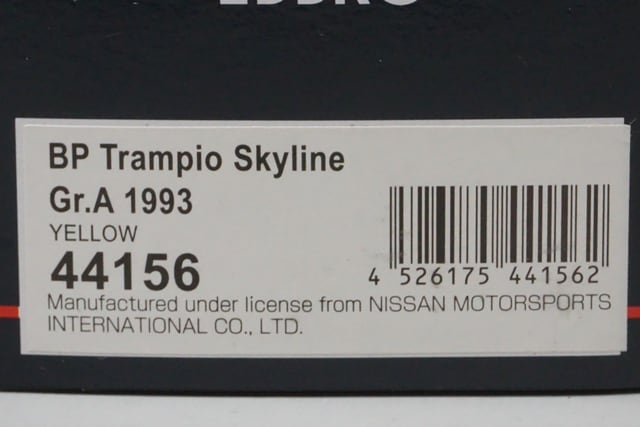 EBBRO
BP Trampio Skyline
Gr.A 1993
YELLOW
44156
4 526175 441562
Manufactured under license from NISSAN MOTORSPORTS
INTERNATIONAL CO., LTD.